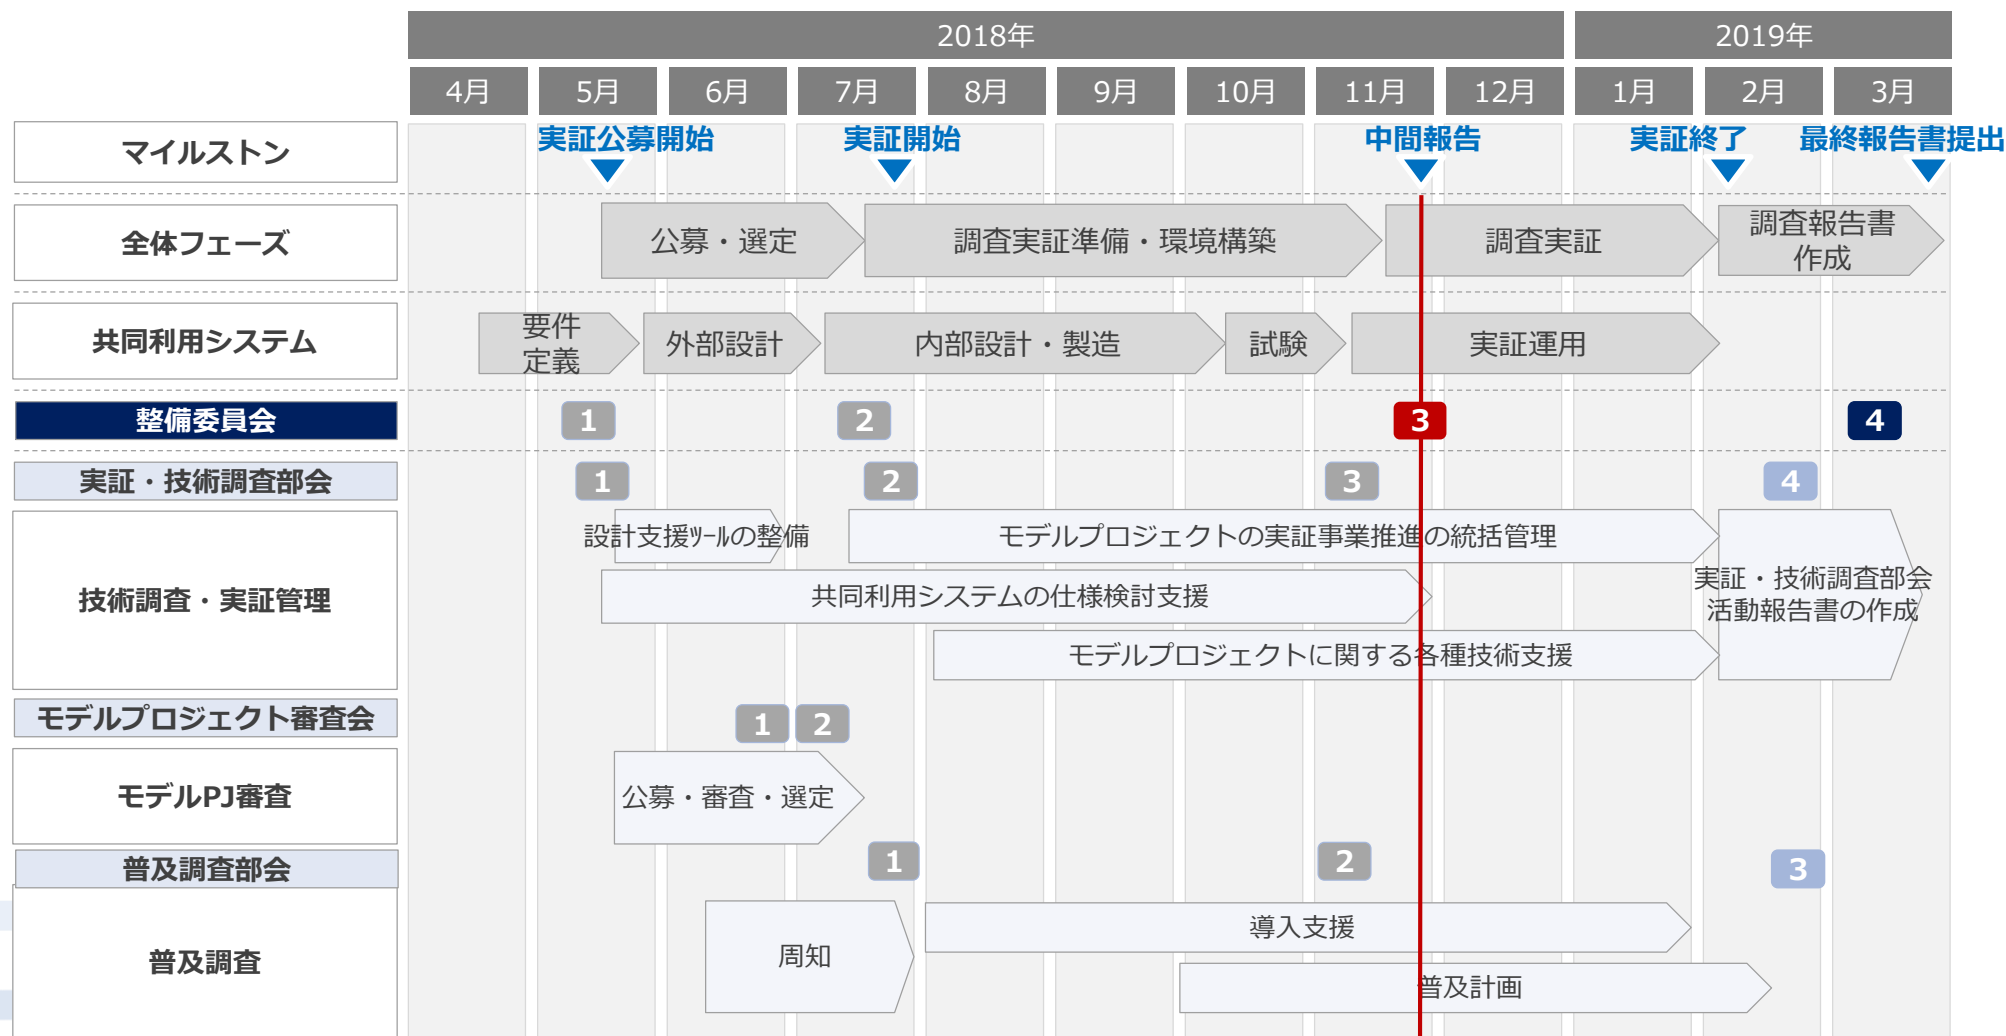 2018年
2019年
4月
5月
6月
7月
8月
9月
10月
11月
12月
1月
2月
3月
マイルストン
実証公募開始
実証開始
中間報告
実証終了
最終報告書提出
全体フェーズ
公募・選定
調査実証準備・環境構築
調査実証
調査報告書
作成
共同利用システム
要件
定義
外部設計
内部設計・製造
試験
実証運用
整備委員会
1
2
3
4
実証・技術調査部会
1
2
3
4
技術調査・実証管理
設計支援ﾂｰﾙの整備
モデルプロジェクトの実証事業推進の統括管理
共同利用システムの仕様検討支援
モデルプロジェクトに関する各種技術支援
実証・技術調査部会
活動報告書の作成
モデルプロジェクト審査会
1
2
モデルPJ審査
公募・審査・選定
普及調査部会
1
2
3
普及調査
周知
導入支援
普及計画